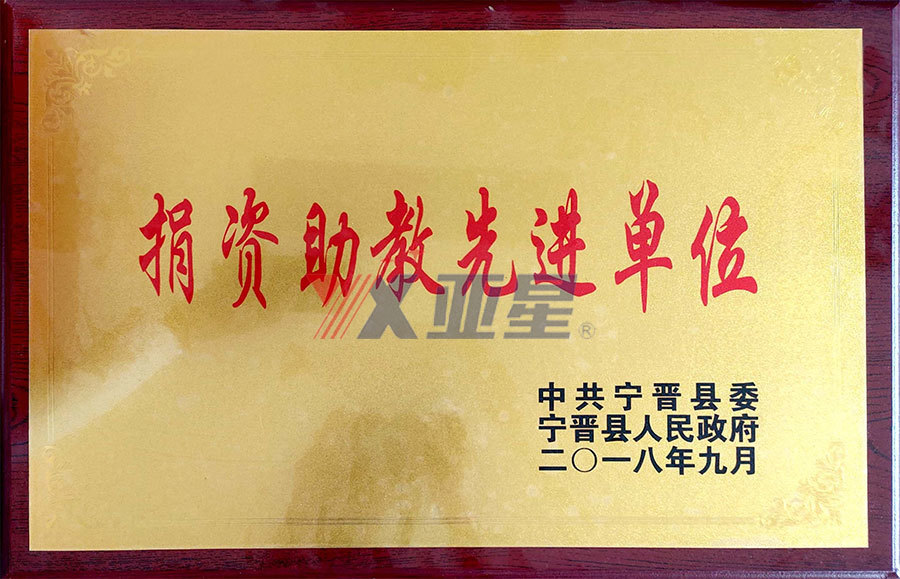 捐资助教先进单位
亚星®
中共宁晋县委
宁晋县人民政府
二〇一八年九月